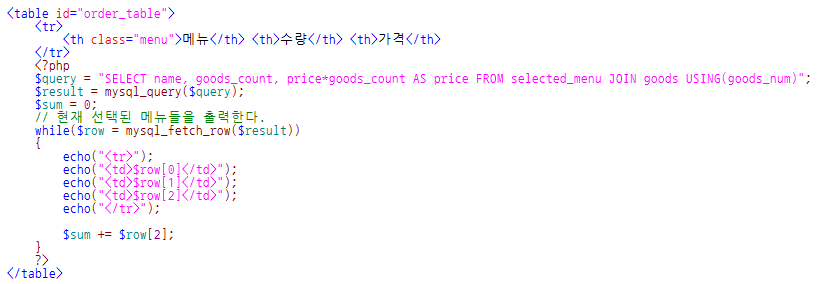 <table id="order_table">
    <tr>
        <th class="menu">메뉴</th> <th>수량</th> <th>가격</th>
    </tr>
    <?php
    $query = "SELECT name, goods_count, price*goods_count AS price FROM selected_menu JOIN goods USING(goods_num)";
    $result = mysql_query($query);
    $sum = 0;
    // 현재 선택된 메뉴들을 출력한다.
    while($row = mysql_fetch_row($result))
    {
        echo("<tr>");
        echo("<td>$row[0]</td>");
        echo("<td>$row[1]</td>");
        echo("<td>$row[2]</td>");
        echo("</tr>");

        $sum += $row[2];
    }
    ?>
</table>